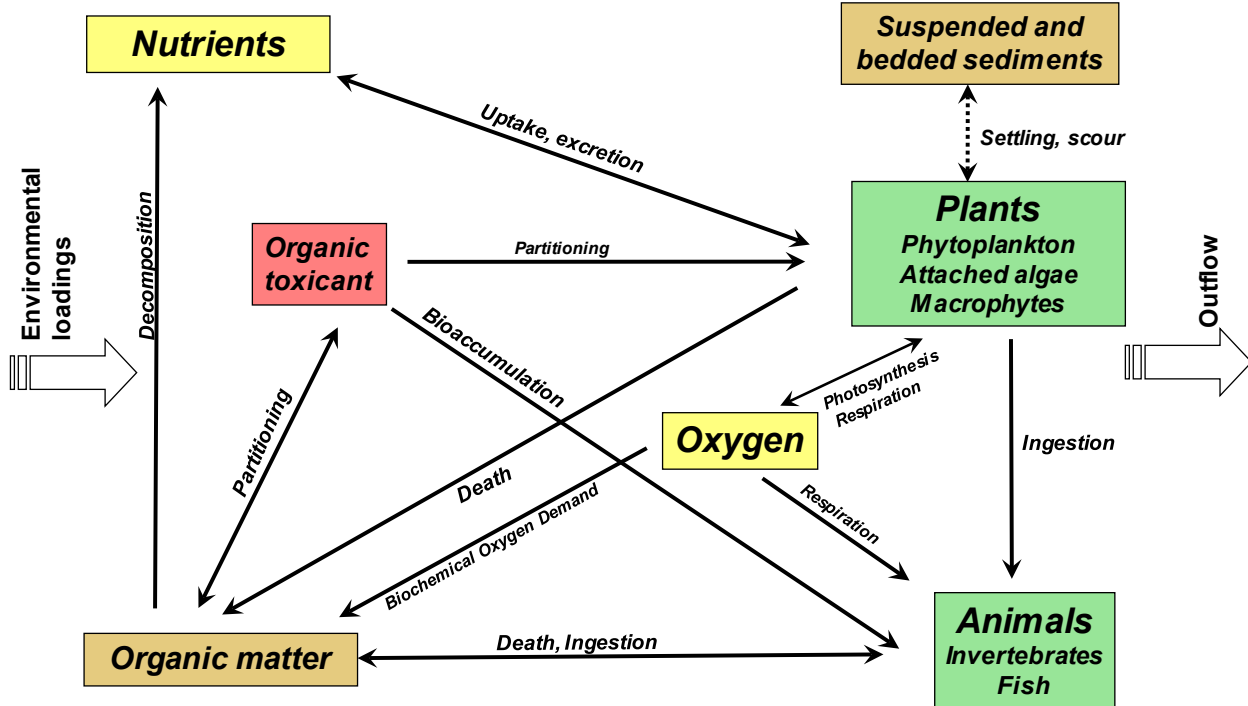 Nutrients
Suspended and
bedded sediments
Uptake, excretion
Settling, scour
Environmental
loadings
Decomposition
Organic
toxicant
Partitioning
Plants
Phytoplankton
Attached algae
Macrophytes
Outflow
Bioaccumulation
Photosynthesis
Respiration
Partitioning
Oxygen
Ingestion
Death
Respiration
Biochemical Oxygen Demand
Organic matter
Death, Ingestion
Animals
Invertebrates
Fish